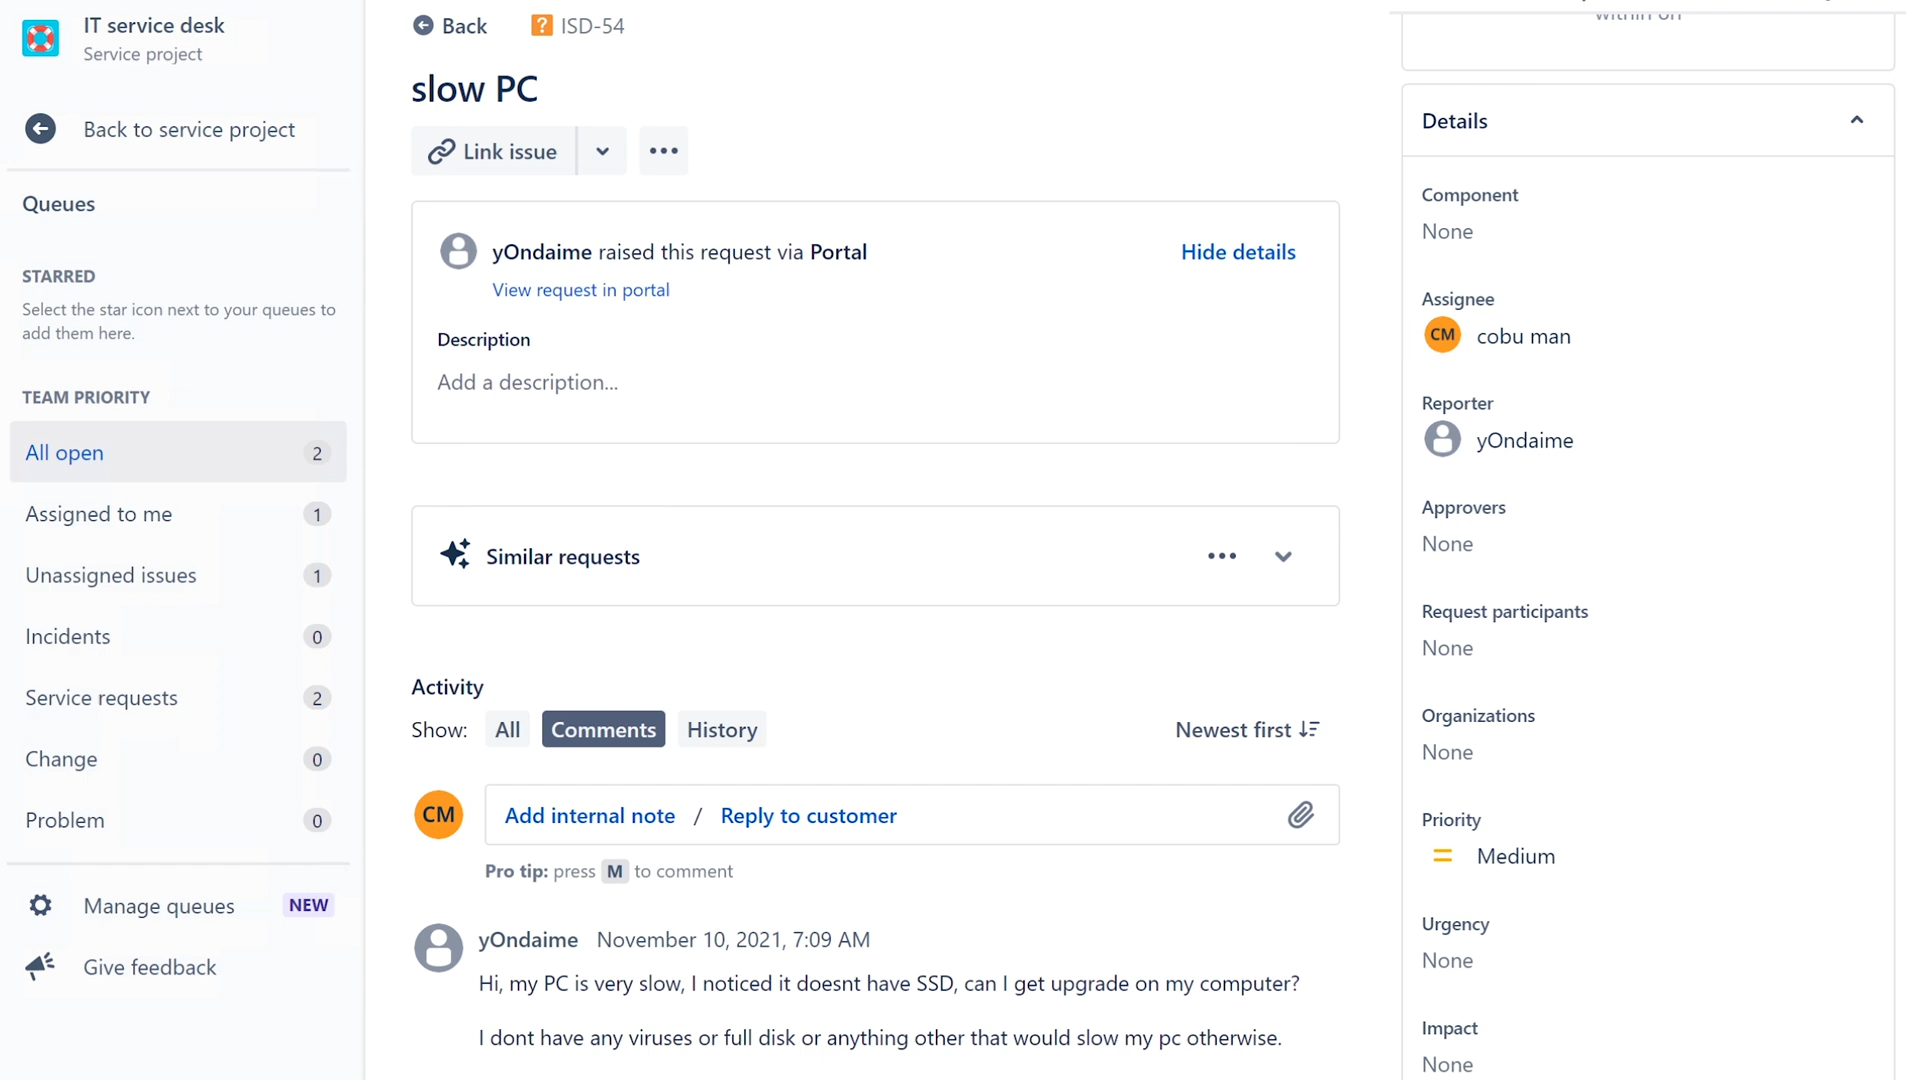 IT service desk
Service project
Back to service project
Queues
STARRED
Select the star icon next to your queues to
add them here.
TEAM PRIORITY
All open 2
Assigned to me 1
Unassigned issues 1
Incidents 0
Service requests 2
Change 0
Problem 0
Manage queues NEW
Give feedback
Back ? ISD-54
slow PC
Link issue
yOndaime raised this request via Portal Hide details
View request in portal
Description
Add a description...
Similar requests
Activity
Show: All Comments History Newest first
CM Add internal note / Reply to customer
Pro tip: press M to comment
yOndaime November 10, 2021, 7:09 AM
Hi, my PC is very slow, I noticed it doesnt have SSD, can I get upgrade on my computer?
I dont have any viruses or full disk or anything other that would slow my pc otherwise.
Details
Component
None
Assignee
CM cobu man
Reporter
yOndaime
Approvers
None
Request participants
None
Organizations
None
Priority
Medium
Urgency
None
Impact
None